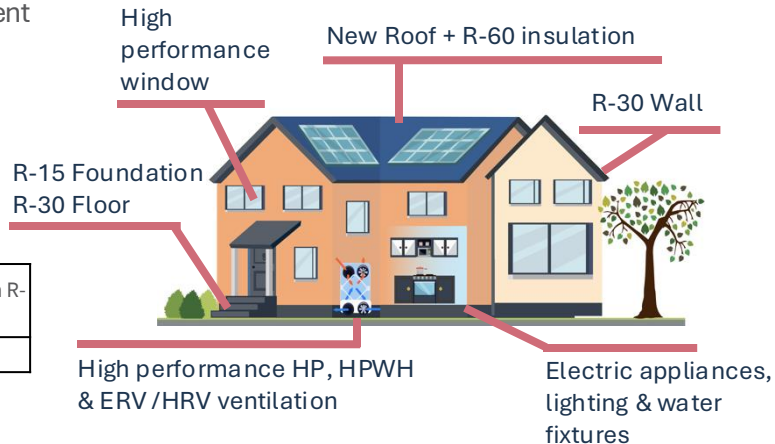 ent
High
performance
window
New Roof + R-60 insulation
R-30 Wall
R-15 Foundation
R-30 Floor
R-
High performance HP, HPWH
& ERV/HRV ventilation
Electric appliances,
lighting & water
fixtures